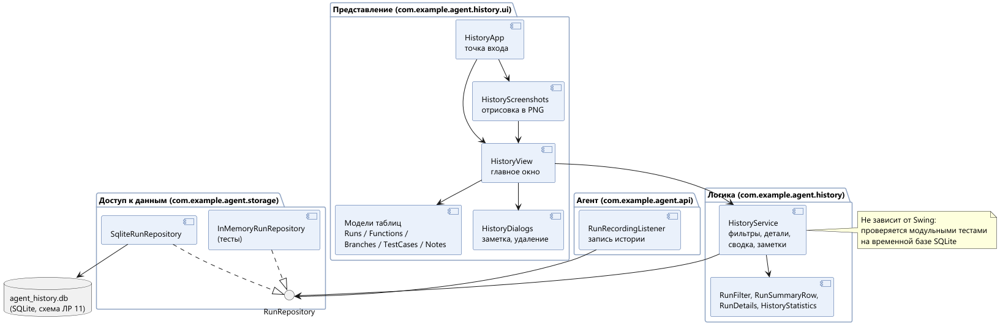 Представление (com.example.agent.history.ui)
HistoryApp
точка входа
HistoryScreenshots
отрисовка в PNG
HistoryView
главное окно
Модели таблиц
Runs / Functions /
Branches / TestCases / Notes
HistoryDialogs
заметка, удаление
Доступ к данным (com.example.agent.storage)
SqliteRunRepository
InMemoryRunRepository
(тесты)
RunRepository
agent_history.db
(SQLite, схема ЛР 11)
Агент (com.example.agent.api)
RunRecordingListener
запись истории
Логика (com.example.agent.history)
HistoryService
фильтры, детали,
сводка, заметки
RunFilter, RunSummaryRow,
RunDetails, HistoryStatistics
Не зависит от Swing:
проверяется модульными тестами
на временной базе SQLite